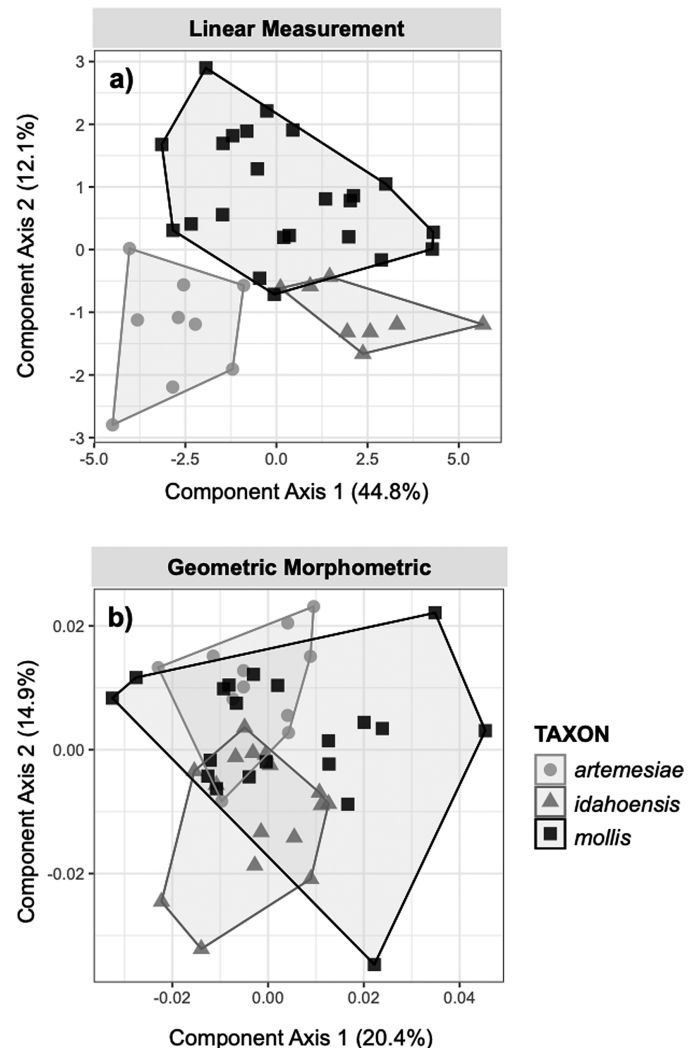 Linear Measurement
a)
3
2
1
0
-1
-2
-3
Component Axis 2 (12.1%)
-5.0 -2.5 0.0 2.5 5.0
Component Axis 1 (44.8%)
Geometric Morphometric
b)
0.02
0.00
-0.02
Component Axis 2 (14.9%)
-0.02 0.00 0.02 0.04
Component Axis 1 (20.4%)
TAXON
artemesiae
idahoensis
mollis